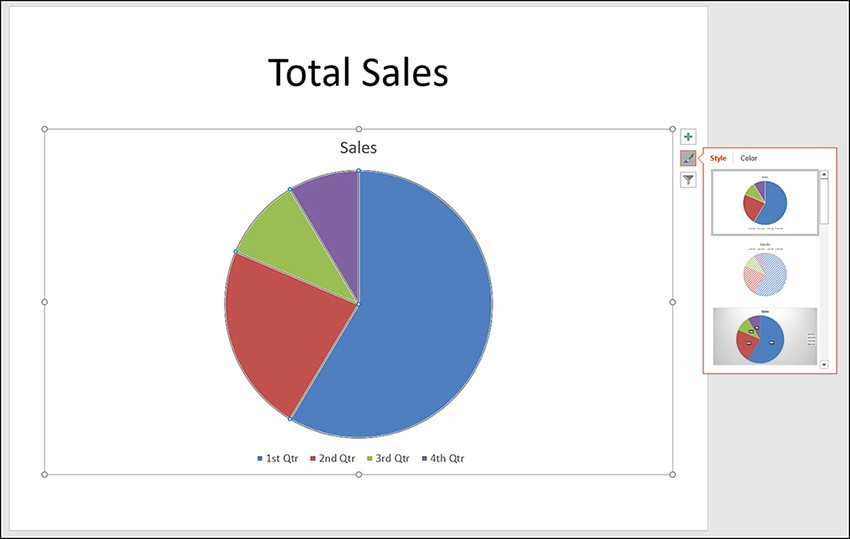 Total Sales
Sales
1st Qtr 2nd Qtr 3rd Qtr 4th Qtr
Style Color
Sales